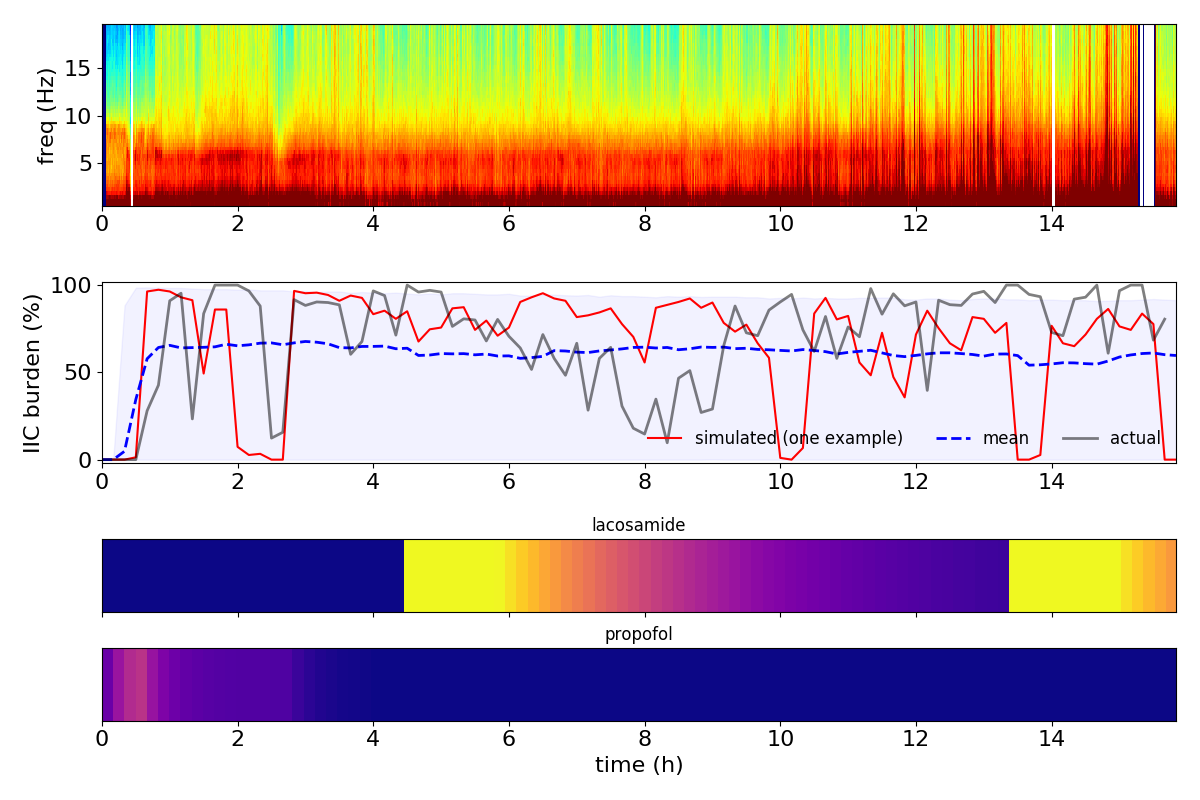 freq (Hz)
15
10
5
0 2 4 6 8 10 12 14
IIC burden (%)
100
50
0
simulated (one example) mean actual
0 2 4 6 8 10 12 14
lacosamide
propofol
0 2 4 6 8 10 12 14
time (h)